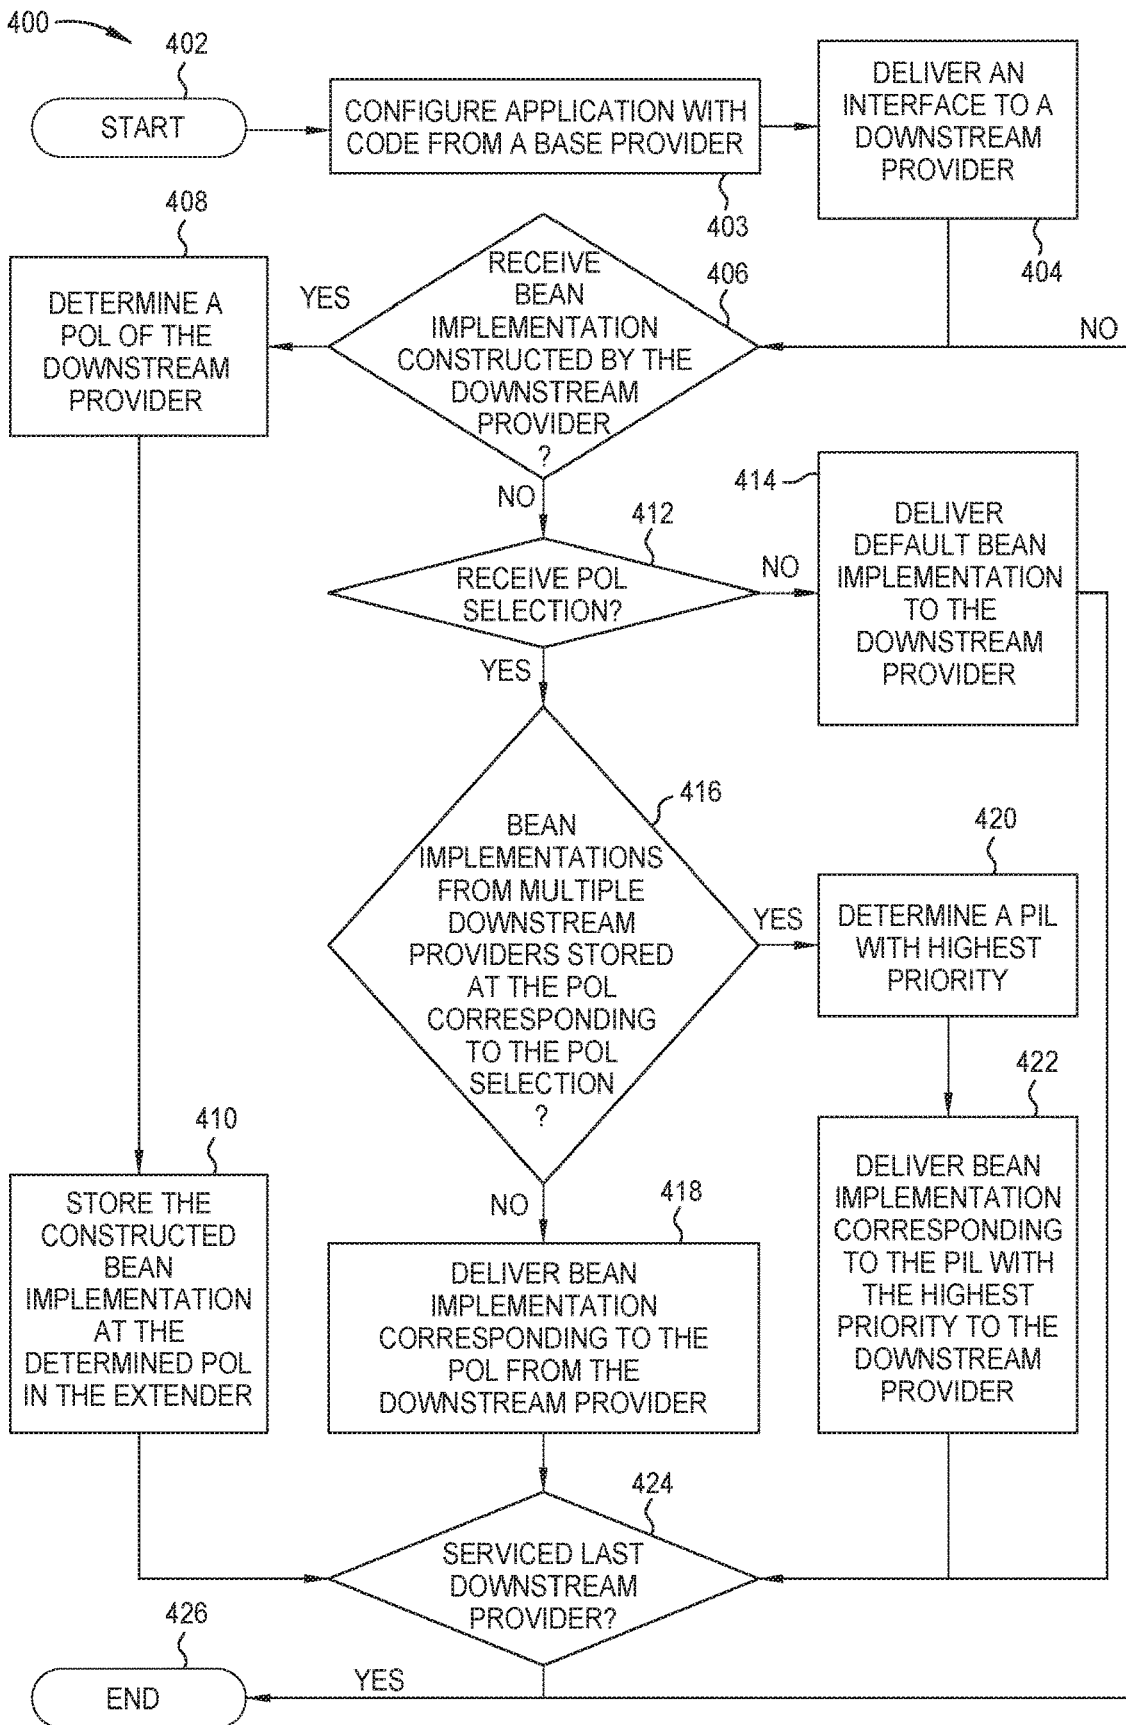 400
402
START
CONFIGURE APPLICATION WITH
CODE FROM A BASE PROVIDER
403
DELIVER AN
INTERFACE TO A
DOWNSTREAM
PROVIDER
404
408
DETERMINE A
POL OF THE
DOWNSTREAM
PROVIDER
YES
RECEIVE
BEAN
IMPLEMENTATION
CONSTRUCTED BY THE
DOWNSTREAM
PROVIDER
?
406
NO
NO
412
RECEIVE POL
SELECTION?
NO
414
DELIVER
DEFAULT BEAN
IMPLEMENTATION
TO THE
DOWNSTREAM
PROVIDER
YES
416
BEAN
IMPLEMENTATIONS
FROM MULTIPLE
DOWNSTREAM
PROVIDERS STORED
AT THE POL
CORRESPONDING
TO THE POL
SELECTION
?
YES
420
DETERMINE A PIL
WITH HIGHEST
PRIORITY
422
DELIVER BEAN
IMPLEMENTATION
CORRESPONDING
TO THE PIL WITH
THE HIGHEST
PRIORITY TO THE
DOWNSTREAM
PROVIDER
410
STORE THE
CONSTRUCTED
BEAN
IMPLEMENTATION
AT THE
DETERMINED POL
IN THE EXTENDER
NO
418
DELIVER BEAN
IMPLEMENTATION
CORRESPONDING TO THE
POL FROM THE
DOWNSTREAM PROVIDER
424
SERVICED LAST
DOWNSTREAM
PROVIDER?
426
END
YES